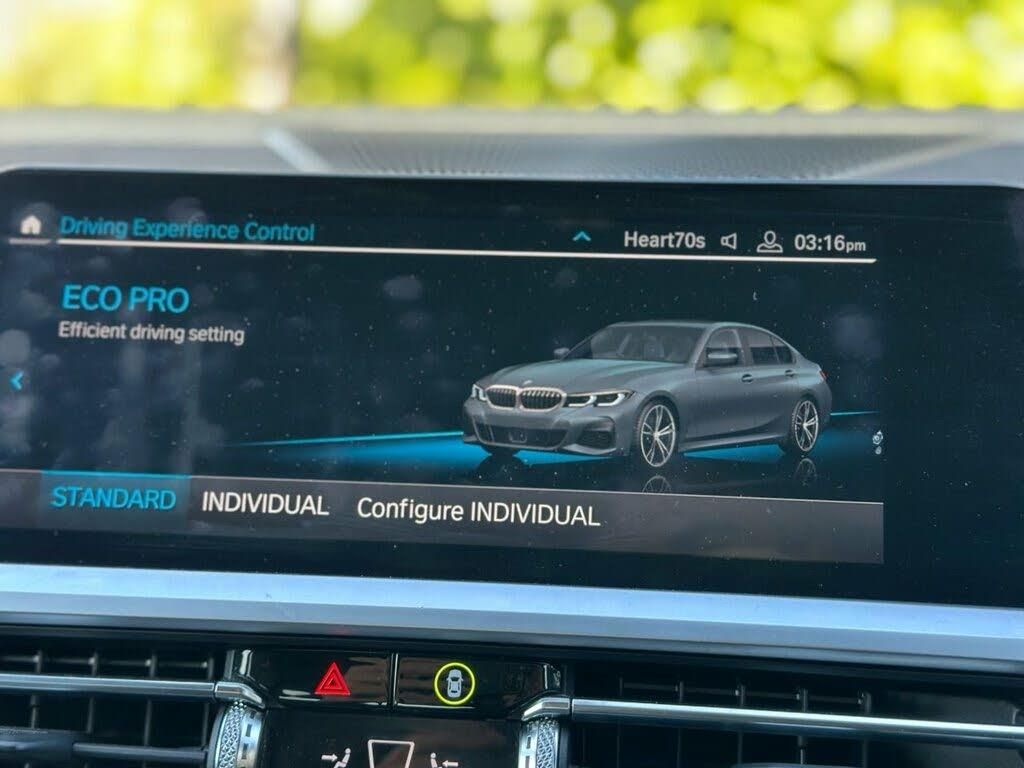 Driving Experience Control
Heart70s 03:16pm
ECO PRO
Efficient driving setting
STANDARD INDIVIDUAL Configure INDIVIDUAL